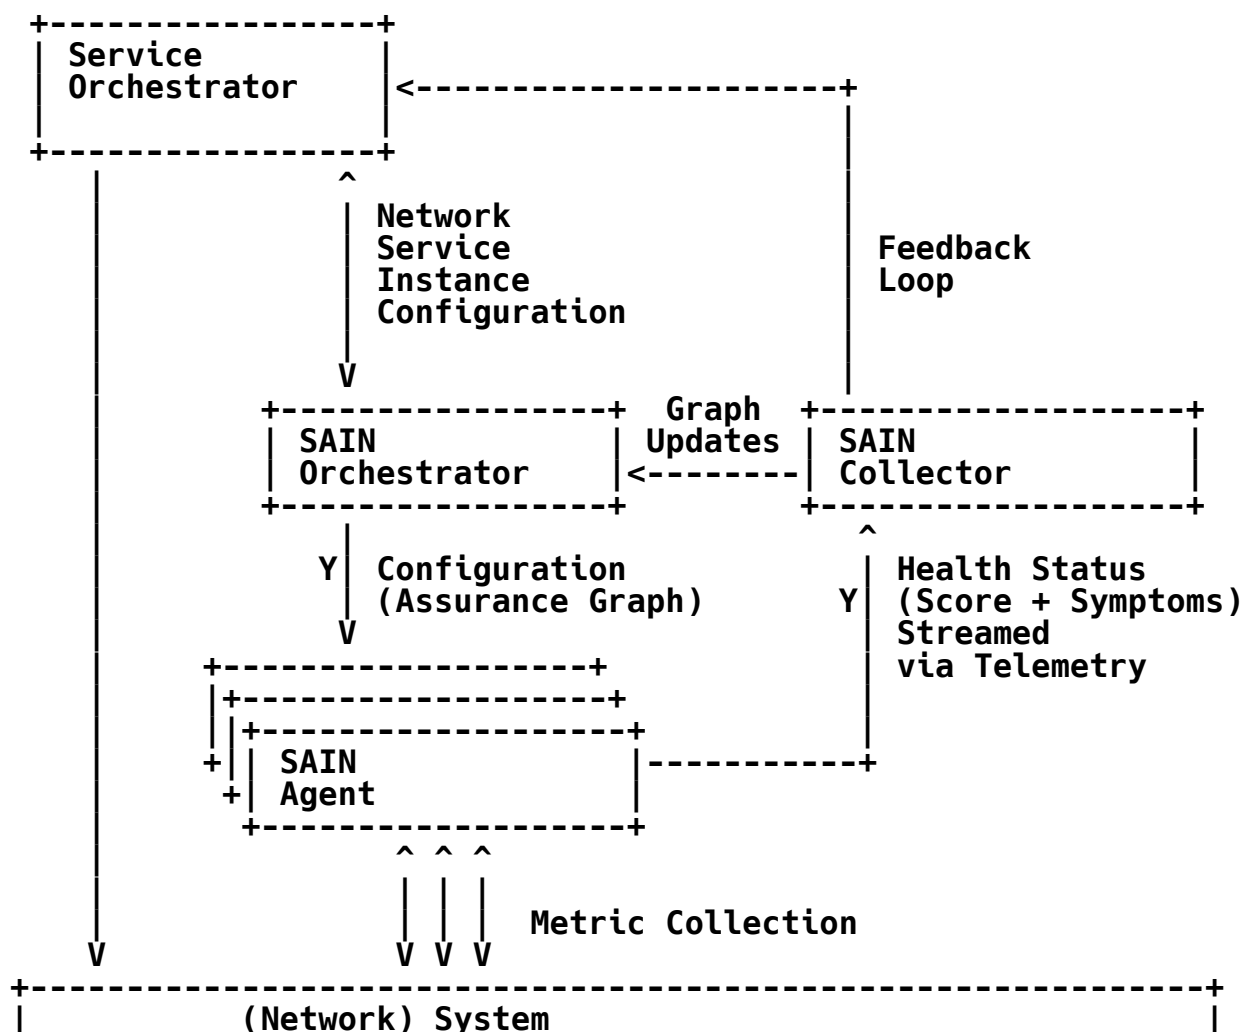 +-----------------+
| Service         |
| Orchestrator    |<----------------------+
|                 |                       |
+-----------------+                       |
   |            ^                         |
   |            | Network                 |
   |            | Service                 | Feedback
   |            | Instance                | Loop
   |            | Configuration           |
   |            |                         |
   |            V                         |
   |        +-----------------+  Graph  +-------------------+
   |        | SAIN            | Updates | SAIN              |
   |        | Orchestrator    |<--------| Collector         |
   |        +-----------------+         +-------------------+
   |            |                          ^
   |           Y| Configuration            | Health Status
   |            | (Assurance Graph)       Y| (Score + Symptoms)
   |            V                          | Streamed
   |     +-------------------+             | via Telemetry
   |     |+-------------------+            |
   |     ||+-------------------+           |
   |     +|| SAIN              |-----------+
   |      +| Agent             |
   |       +-------------------+
   |               ^ ^ ^
   |               | | |
   |               | | |  Metric Collection
   V               V V V
+-------------------------------------------------------------+
|           (Network) System                                  |